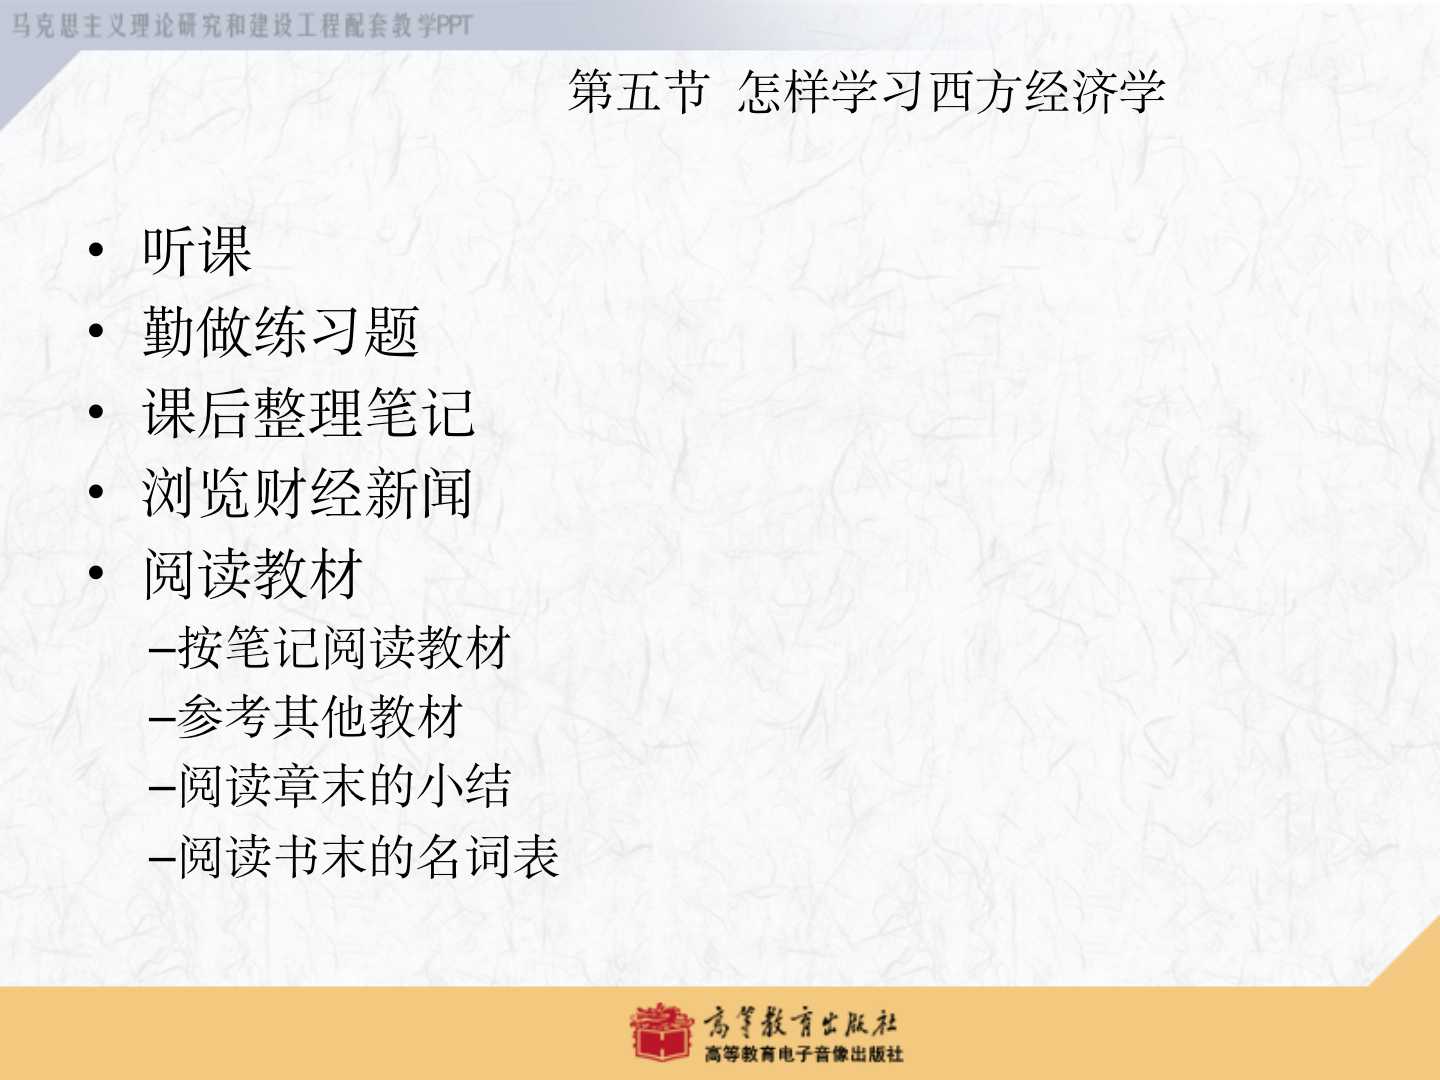 马克思主义理论研究和建设工程配套教学PPT
第五节 怎样学习西方经济学
• 听课
• 勤做练习题
• 课后整理笔记
• 浏览财经新闻
• 阅读教材
–按笔记阅读教材
–参考其他教材
–阅读章末的小结
–阅读书末的名词表
高等教育出版社
高等教育电子音像出版社